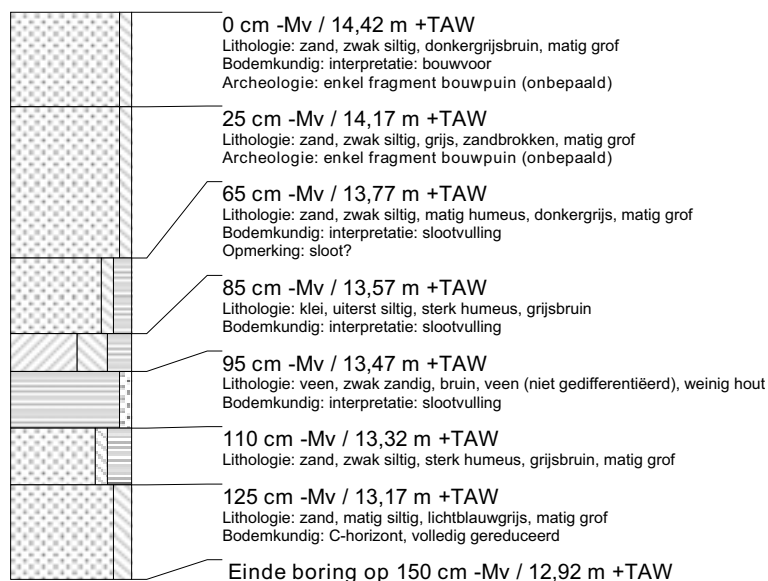 0 cm -Mv / 14,42 m +TAW
Lithologie: zand, zwak siltig, donkergrijsbruin, matig grof
Bodemkundig: interpretatie: bouwvoor
Archeologie: enkel fragment bouwpuin (onbepaald)
25 cm -Mv / 14,17 m +TAW
Lithologie: zand, zwak siltig, grijs, zandbrokken, matig grof
Archeologie: enkel fragment bouwpuin (onbepaald)
65 cm -Mv / 13,77 m +TAW
Lithologie: zand, zwak siltig, matig humeus, donkergrijs, matig grof
Bodemkundig: interpretatie: slootvulling
Opmerking: sloot?
85 cm -Mv / 13,57 m +TAW
Lithologie: klei, uiterst siltig, sterk humeus, grijsbruin
Bodemkundig: interpretatie: slootvulling
95 cm -Mv / 13,47 m +TAW
Lithologie: veen, zwak zandig, bruin, veen (niet gedifferentiëerd), weinig hout
Bodemkundig: interpretatie: slootvulling
110 cm -Mv / 13,32 m +TAW
Lithologie: zand, zwak siltig, sterk humeus, grijsbruin, matig grof
125 cm -Mv / 13,17 m +TAW
Lithologie: zand, matig siltig, lichtblauwgrijs, matig grof
Bodemkundig: C-horizont, volledig gereduceerd
Einde boring op 150 cm -Mv / 12,92 m +TAW